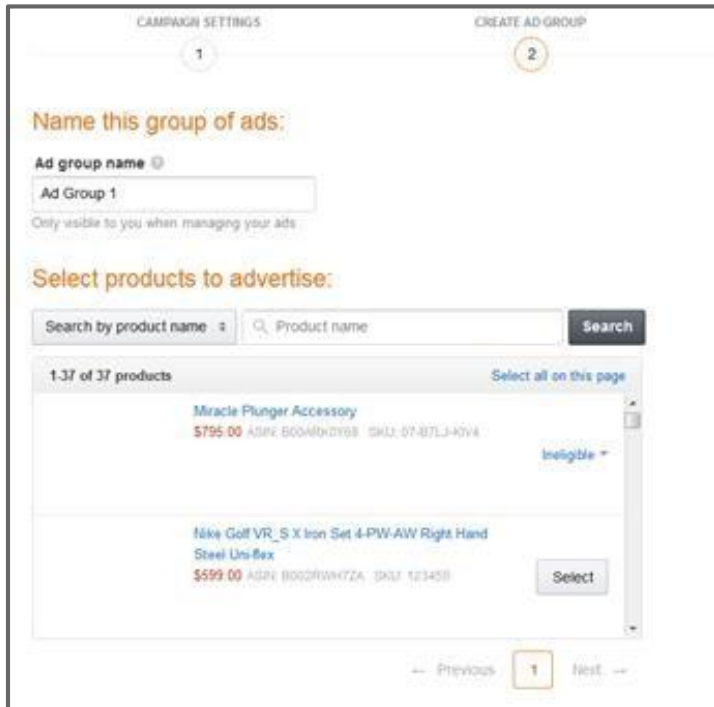 CAMPAIGN SETTINGS
CREATE AD GROUP
1
2
Name this group of ads:
Ad group name
Ad Group 1
Only visible to you when managing your ads
Select products to advertise:
Search by product name
Product name
Search
1-37 of 37 products
Select all on this page
Miracle Plunger Accessory
$795.00 ASIN: SKU:
Ineligible
Nike Golf VR_S X Iron Set 4-PW-AW Right Hand
Steel Uni-flex
$599.00 ASIN: SKU:
Select
← Previous
1
Next →